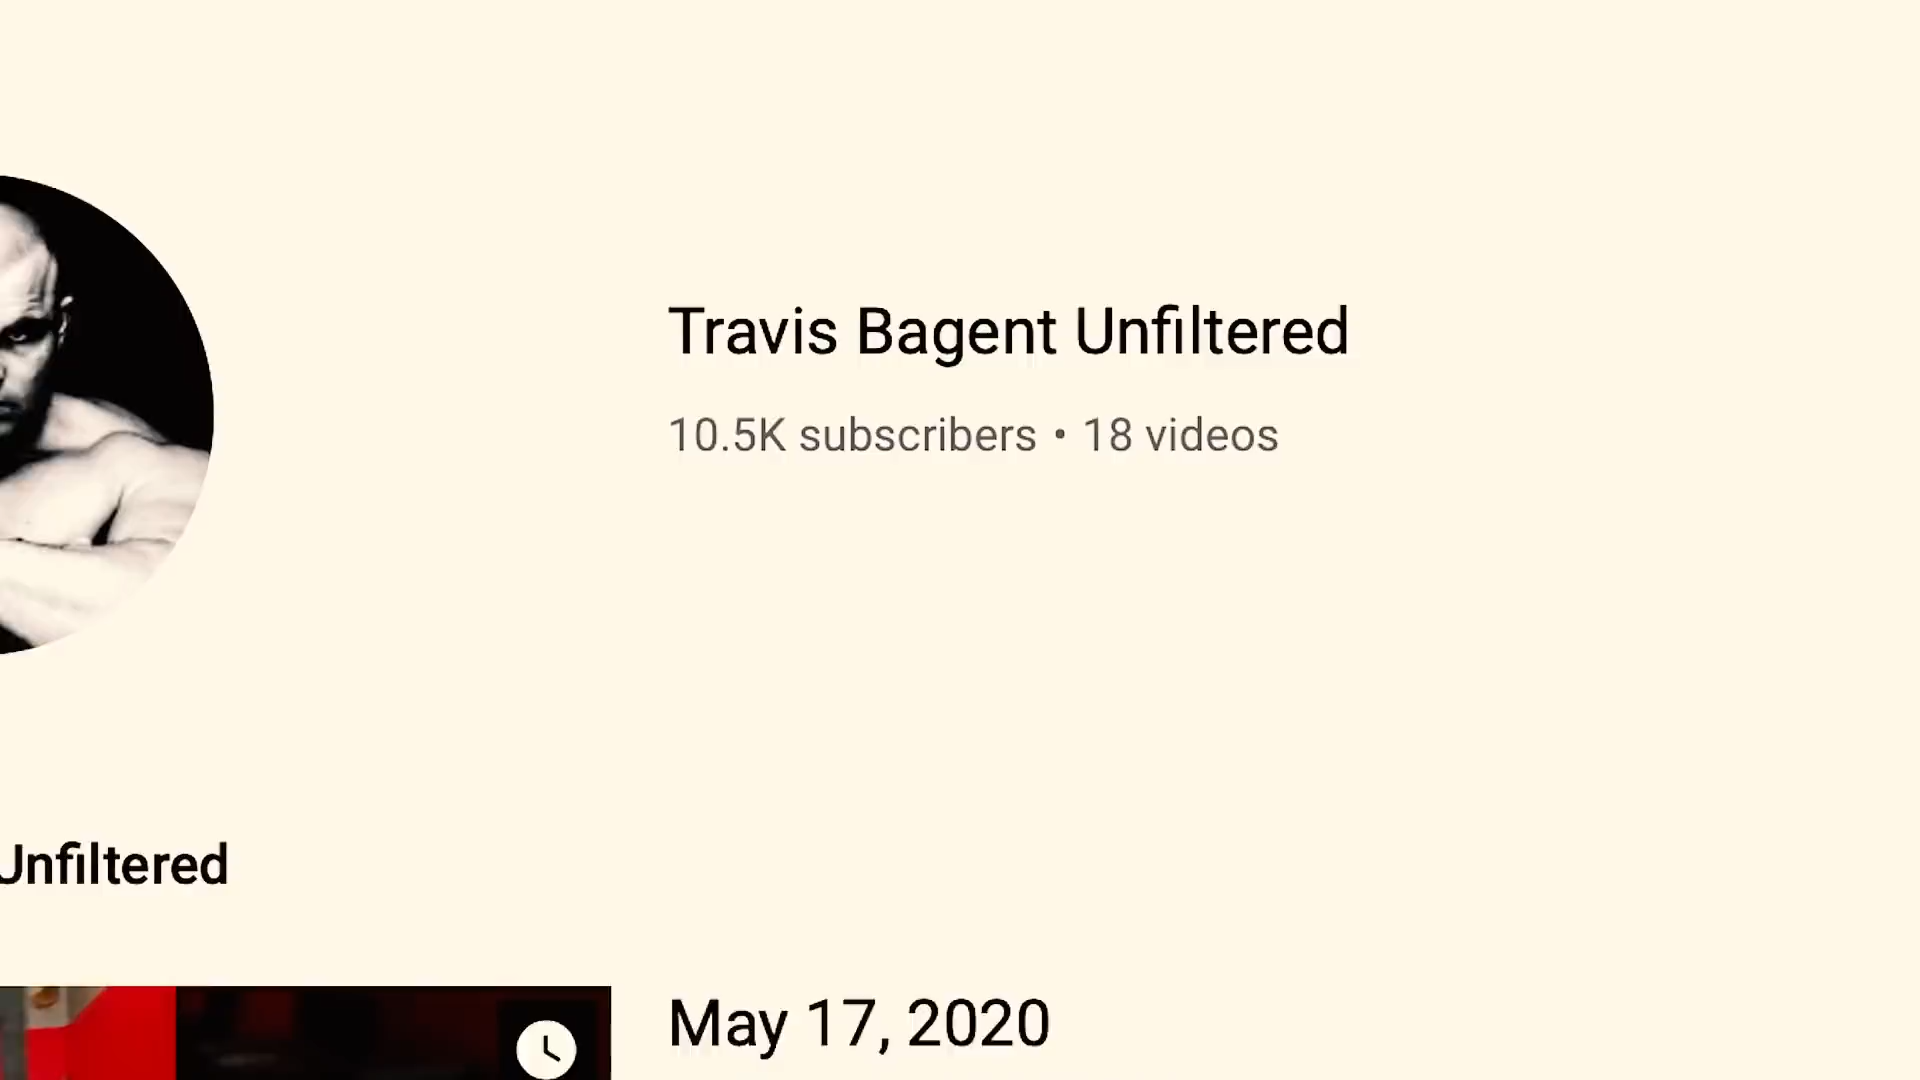 Travis Bagent Unfiltered
10.5K subscribers • 18 videos
Unfiltered
May 17, 2020